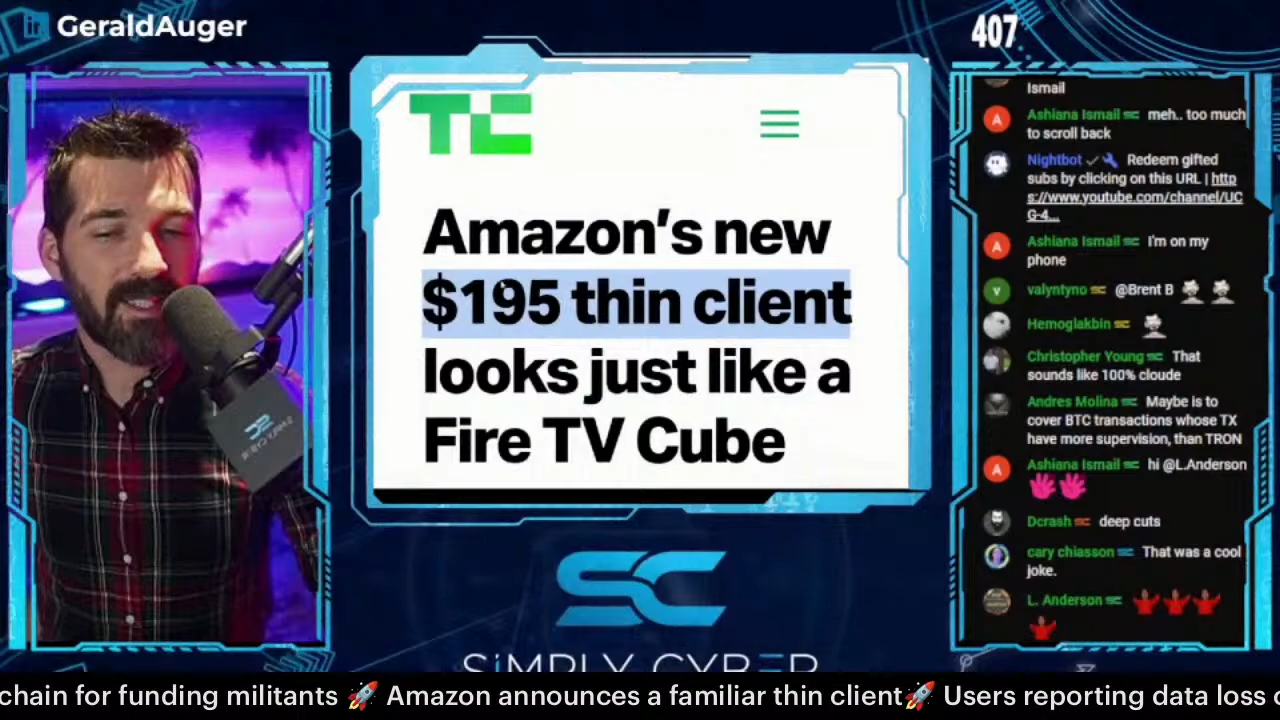 in GeraldAuger
407
TC
Amazon's new
$195 thin client
looks just like a
Fire TV Cube
SC
SIMPLY CYBER
Ismail
A Ashiana Ismail meh.. too much
to scroll back
Nightbot Redeem gifted
subs by clicking on this URL | http
s://www.youtube.com/channel/UC
G-4...
A Ashiana Ismail I'm on my
phone
v valyntyno @Brent B
Hemoglakbin
Christopher Young That
sounds like 100% cloude
Andres Molina Maybe is to
cover BTC transactions whose TX
have more supervision, than TRON
A Ashiana Ismail hi @L.Anderson
Dcrash deep cuts
cary chiasson That was a cool
joke.
L. Anderson
chain for funding militants 🚀 Amazon announces a familiar thin client🚀 Users reporting data loss